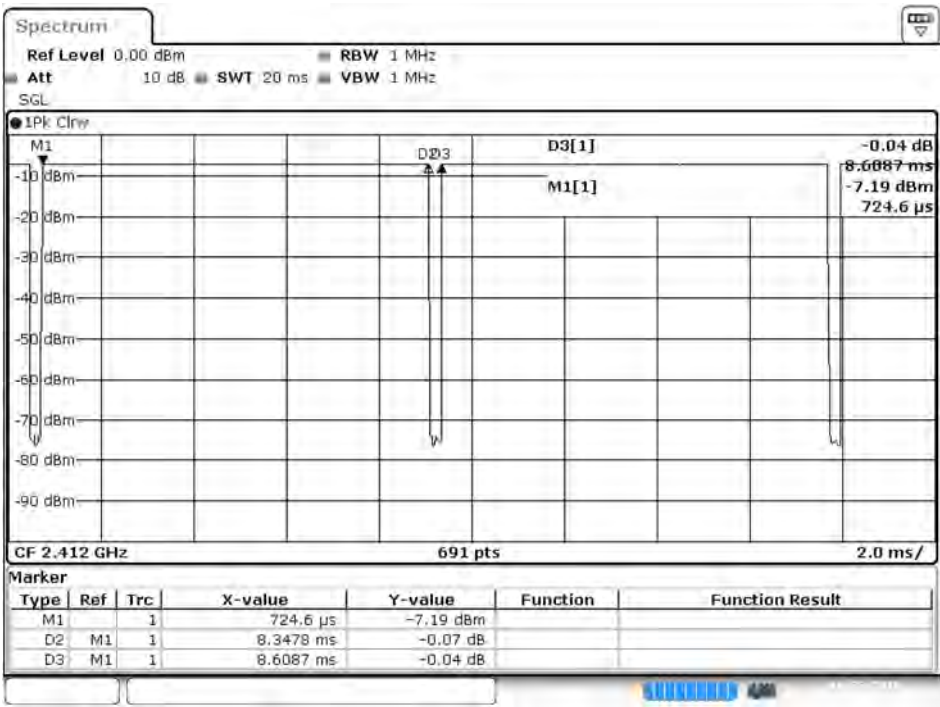 Spectrum
Ref Level 0.00 dBm RBW 1 MHz
Att 10 dB SWT 20 ms VBW 1 MHz
SGL
1Pk Clrw
M1 D2 D3 D3[1] -0.04 dB
8.6087 ms
-10 dBm M1[1] -7.19 dBm
724.6 µs
-20 dBm
-30 dBm
-40 dBm
-50 dBm
-60 dBm
-70 dBm
-80 dBm
-90 dBm
CF 2.412 GHz 691 pts 2.0 ms/
Marker
Type Ref Trc X-value Y-value Function Function Result
M1 1 724.6 µs -7.19 dBm
D2 M1 1 8.3478 ms -0.07 dB
D3 M1 1 8.6087 ms -0.04 dB